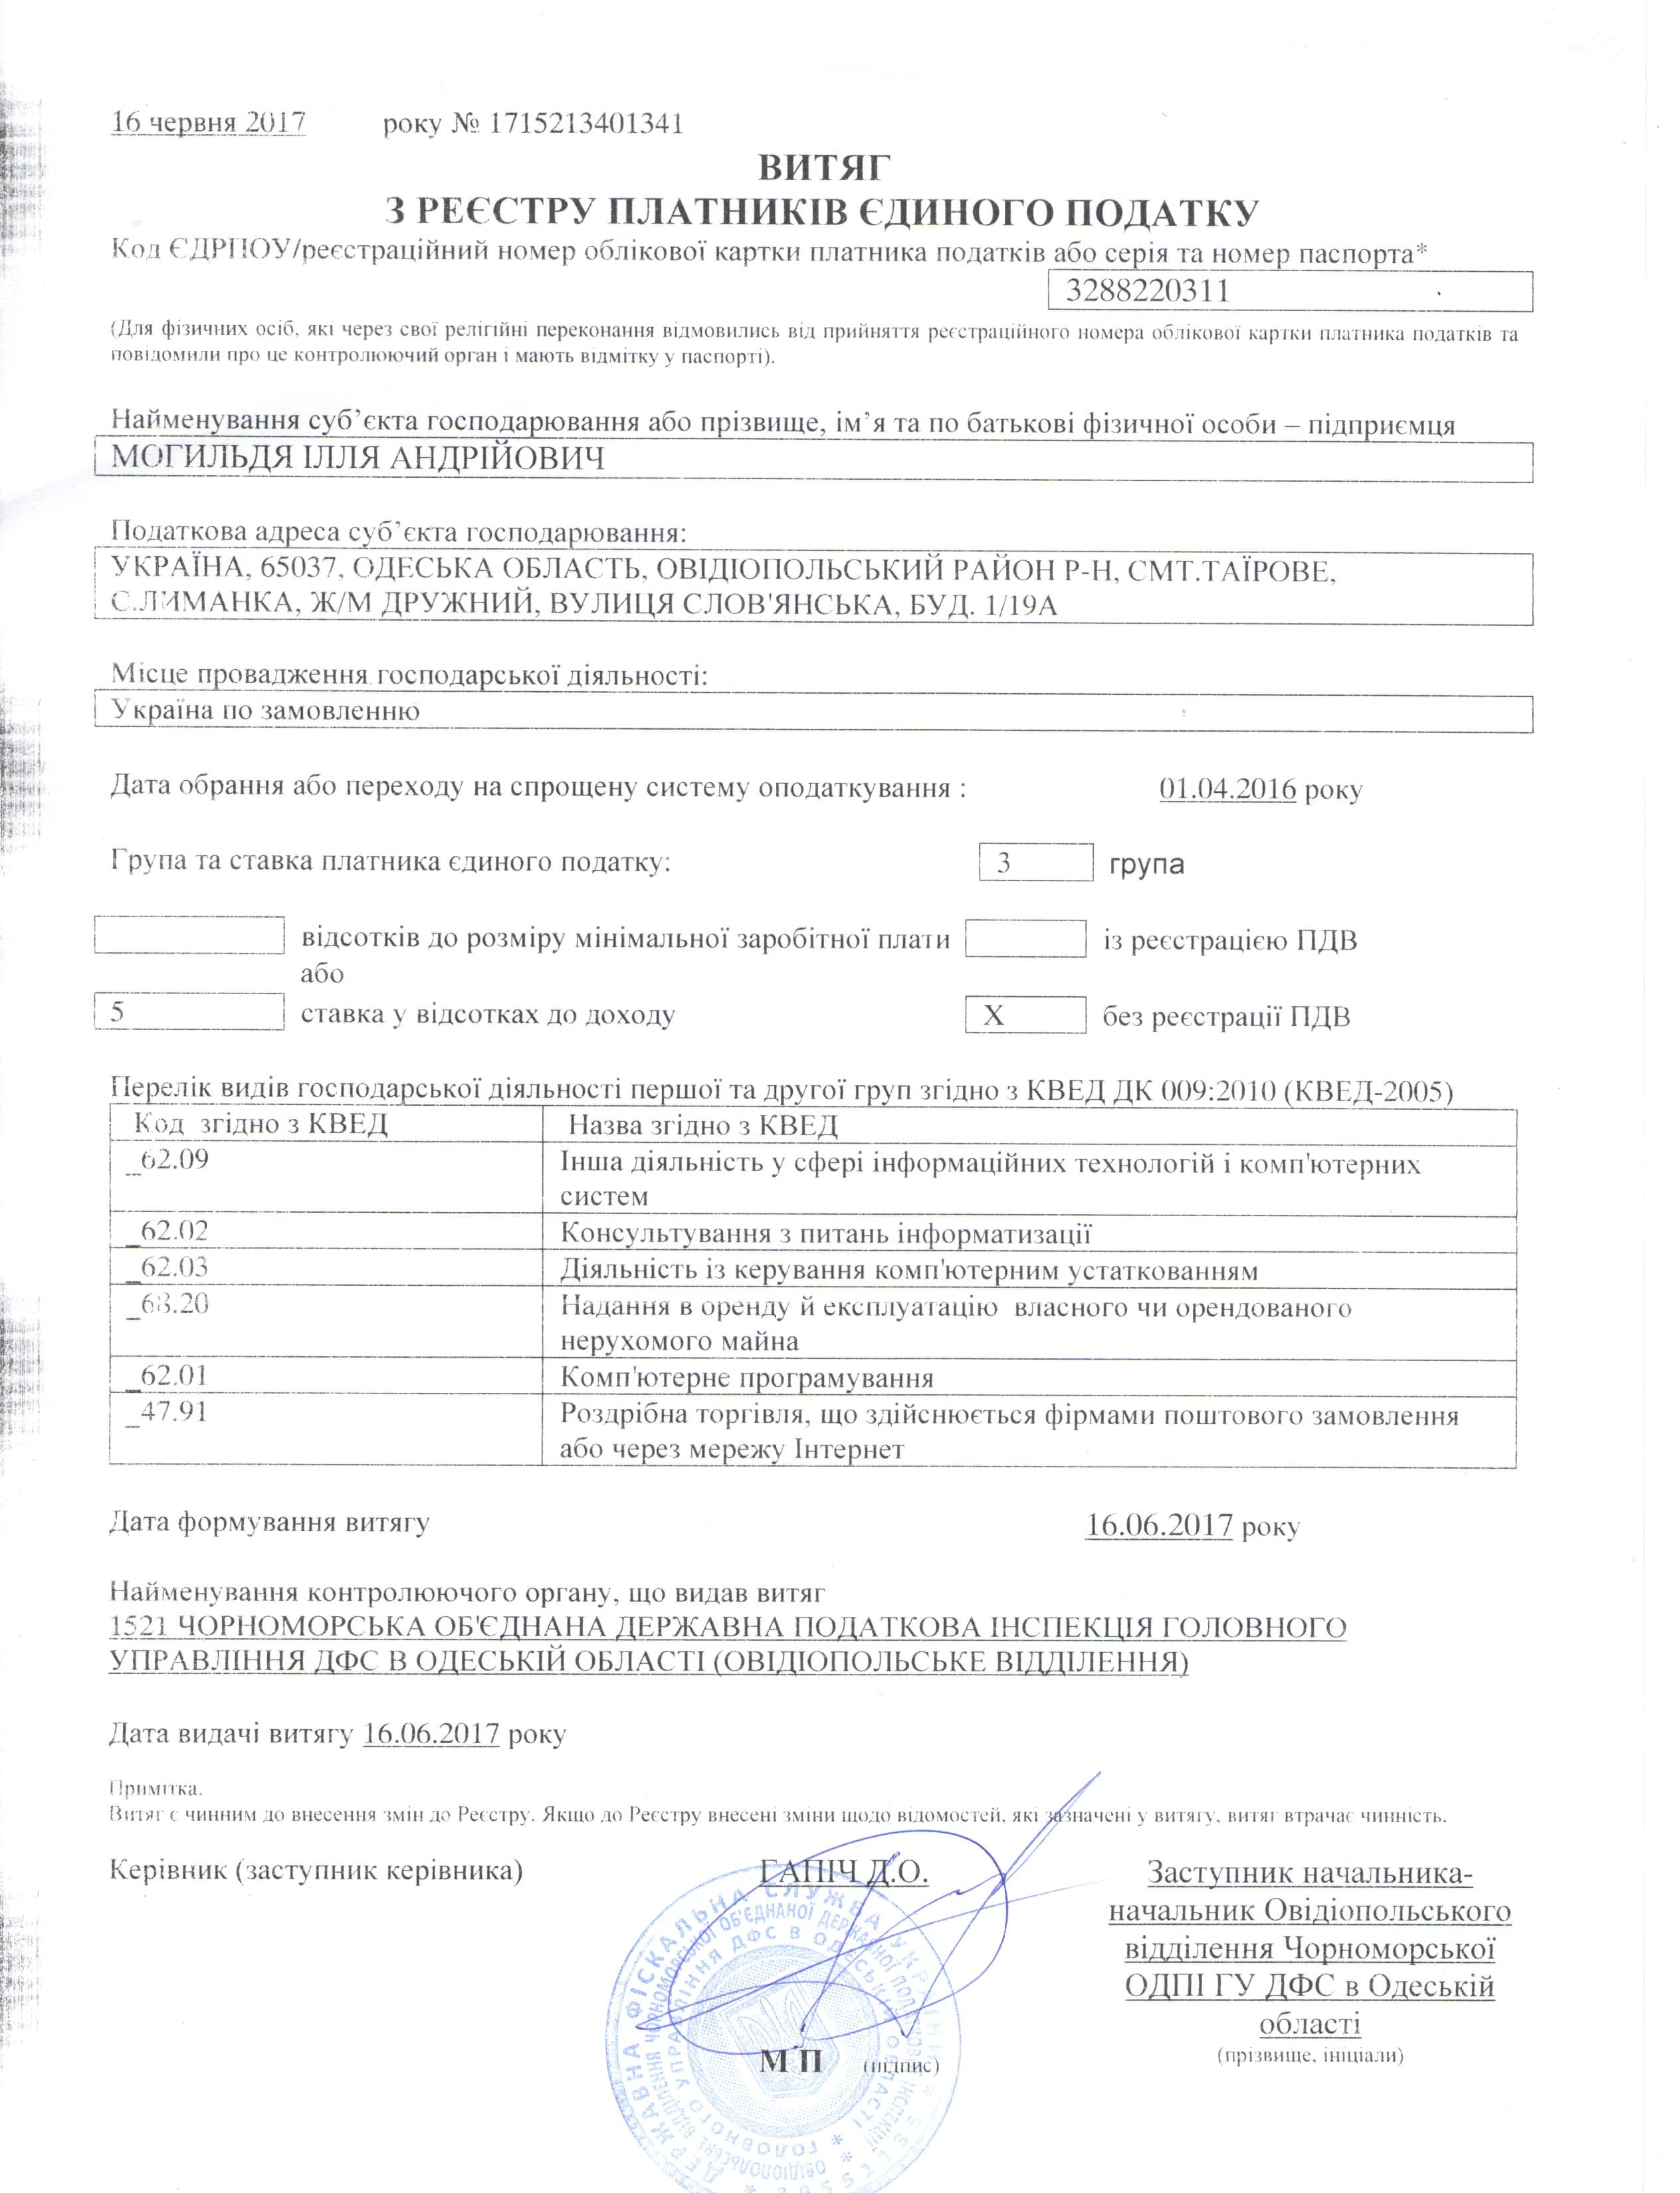 16 червня 2017 року № 1715213401341
ВИТЯГ
З РЕЄСТРУ ПЛАТНИКІВ ЄДИНОГО ПОДАТКУ
Код ЄДРПОУ/реєстраційний номер облікової картки платника податків або серія та номер паспорта*
3288220311
(Для фізичних осіб, які через свої релігійні переконання відмовились від прийняття реєстраційного номера облікової картки платника податків та
повідомили про це контролюючий орган і мають відмітку у паспорті).
Найменування суб’єкта господарювання або прізвище, ім’я та по батькові фізичної особи – підприємця
МОГИЛЬДЯ ІЛЛЯ АНДРІЙОВИЧ
Податкова адреса суб’єкта господарювання:
УКРАЇНА, 65037, ОДЕСЬКА ОБЛАСТЬ, ОВІДІОПОЛЬСЬКИЙ РАЙОН Р-Н, СМТ.ТАЇРОВЕ,
С.ЛИМАНКА, Ж/М ДРУЖНИЙ, ВУЛИЦЯ СЛОВ'ЯНСЬКА, БУД. 1/19А
Місце провадження господарської діяльності:
Україна по замовленню
Дата обрання або переходу на спрощену систему оподаткування : 01.04.2016 року
Група та ставка платника єдиного податку: 3 група
відсотків до розміру мінімальної заробітної плати із реєстрацією ПДВ
або
5 ставка у відсотках до доходу X без реєстрації ПДВ
Перелік видів господарської діяльності першої та другої груп згідно з КВЕД ДК 009:2010 (КВЕД-2005)
Код згідно з КВЕД Назва згідно з КВЕД
_62.09 Інша діяльність у сфері інформаційних технологій і комп'ютерних
систем
_62.02 Консультування з питань інформатизації
_62.03 Діяльність із керування комп'ютерним устаткованням
_68.20 Надання в оренду й експлуатацію власного чи орендованого
нерухомого майна
_62.01 Комп'ютерне програмування
_47.91 Роздрібна торгівля, що здійснюється фірмами поштового замовлення
або через мережу Інтернет
Дата формування витягу 16.06.2017 року
Найменування контролюючого органу, що видав витяг
1521 ЧОРНОМОРСЬКА ОБ'ЄДНАНА ДЕРЖАВНА ПОДАТКОВА ІНСПЕКЦІЯ ГОЛОВНОГО
УПРАВЛІННЯ ДФС В ОДЕСЬКІЙ ОБЛАСТІ (ОВІДІОПОЛЬСЬКЕ ВІДДІЛЕННЯ)
Дата видачі витягу 16.06.2017 року
Примітка.
Витяг є чинним до внесення змін до Реєстру. Якщо до Реєстру внесені зміни щодо відомостей, які зазначені у витягу, витяг втрачає чинність.
Керівник (заступник керівника) ГАПІЧ Д.О. Заступник начальника-
начальник Овідіопольського
відділення Чорноморської
ОДПІ ГУ ДФС в Одеській
області
М П (підпис) (прізвище, ініціали)
ДЕРЖАВНА ФІСКАЛЬНА СЛУЖБА УКРАЇНИ
ОВІДІОПОЛЬСЬКЕ ВІДДІЛЕННЯ ЧОРНОМОРСЬКОЇ ОБ'ЄДНАНОЇ ДЕРЖАВНОЇ ПОДАТКОВОЇ ІНСПЕКЦІЇ
ГОЛОВНОГО УПРАВЛІННЯ ДФС В ОДЕСЬКІЙ ОБЛАСТІ